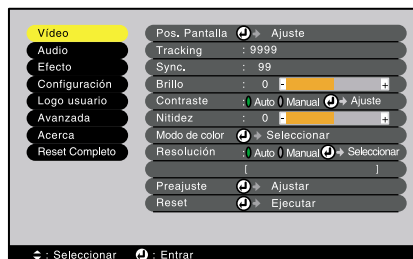 Vídeo
Audio
Efecto
Configuración
Logo usuario
Avanzada
Acerca
Reset Completo
Pos. Pantalla Ajuste
Tracking : 9999
Sync. : 99
Brillo : 0 - +
Contraste : Auto Manual Ajuste
Nitidez : 0 - +
Modo de color Seleccionar
Resolución : Auto Manual Seleccionar
[ ]
Preajuste Ajustar
Reset Ejecutar
: Seleccionar : Entrar